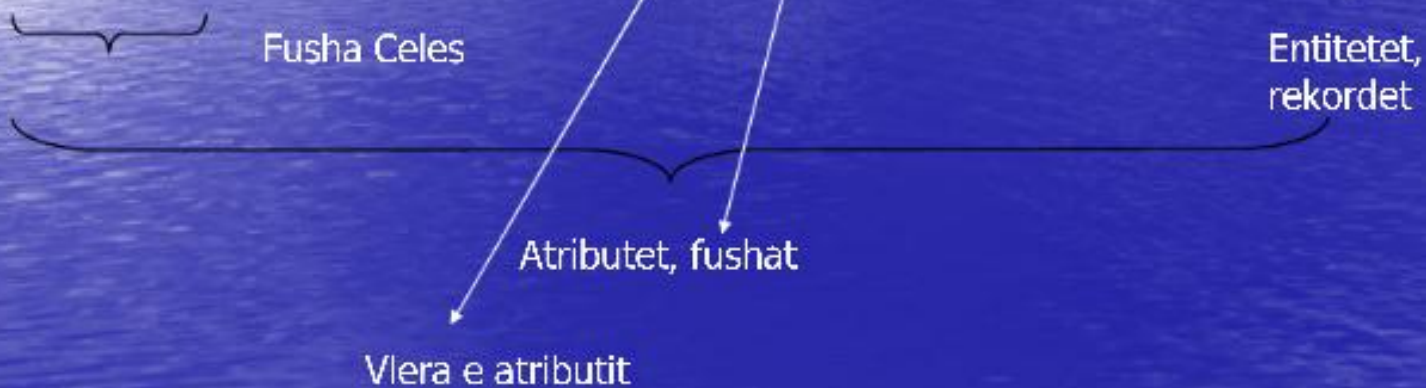 Fusha Celes
Entitetet,
rekordet
Atributet, fushat
Vlera e atributit